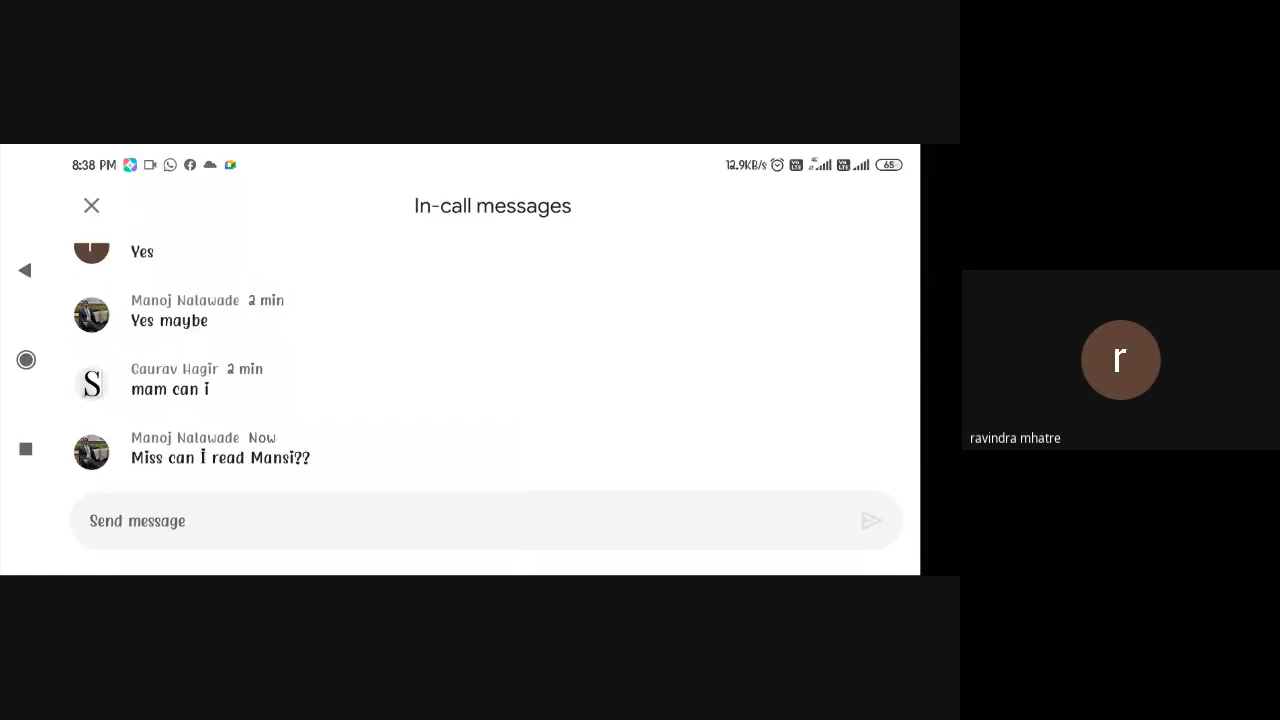 8:38 PM
12.9KB/s
4G
65
In-call messages
Yes
Manoj Nalawade 2 min
Yes maybe
S
Gaurav Hagir 2 min
mam can i
Manoj Nalawade Now
Miss can I read Mansi??
Send message
r
ravindra mhatre